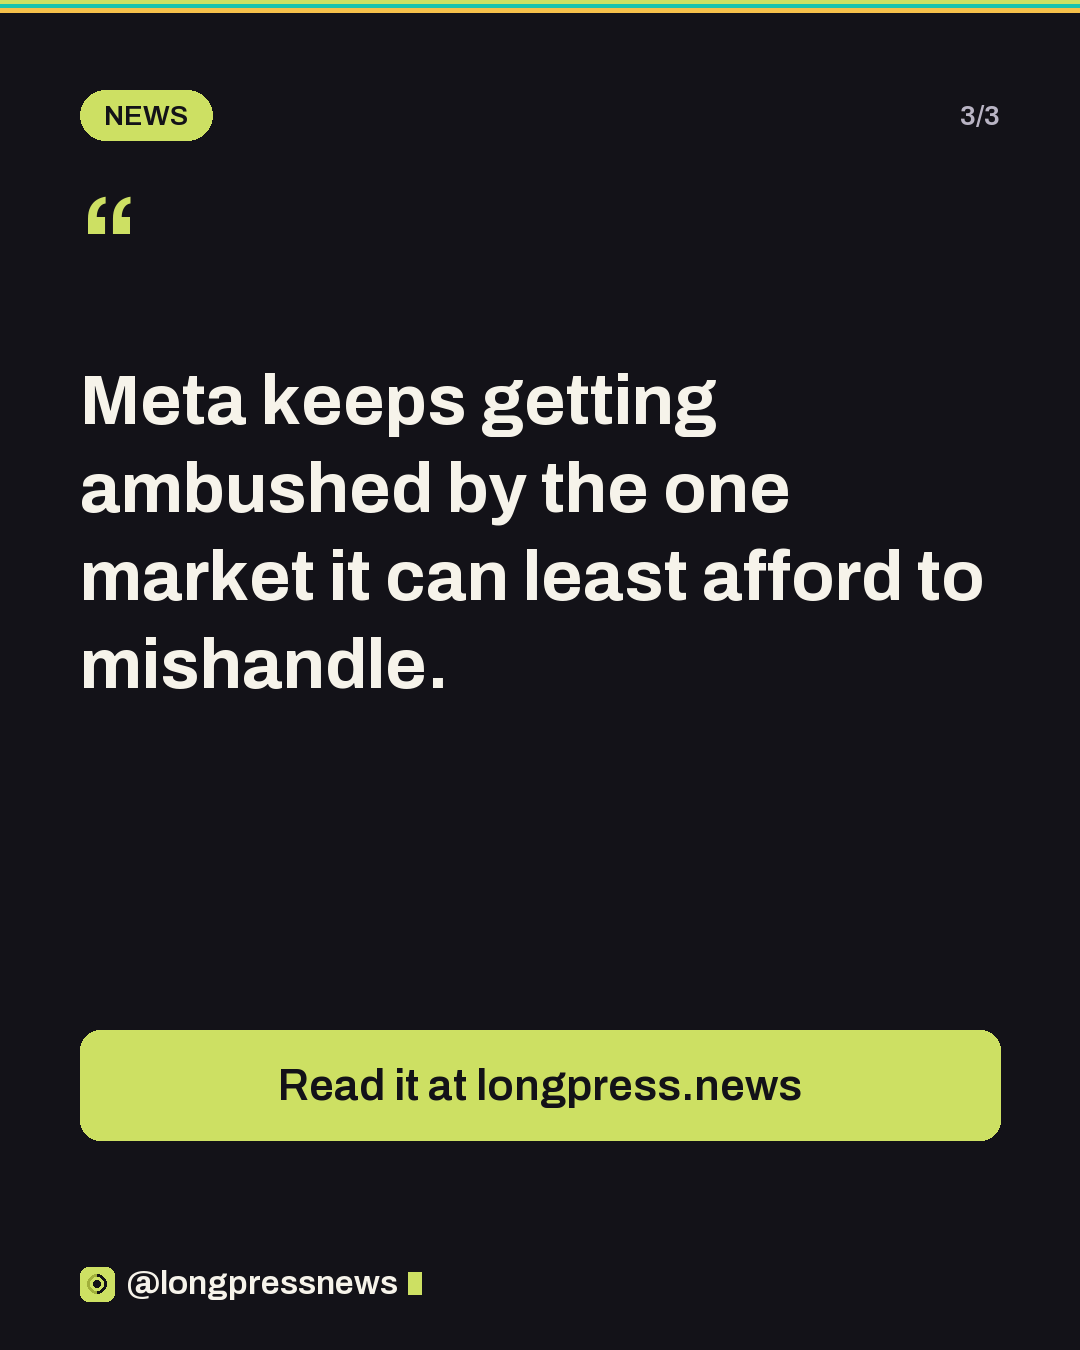 NEWS
3/3
“
Meta keeps getting
ambushed by the one
market it can least afford to
mishandle.
Read it at longpress.news
@longpressnews